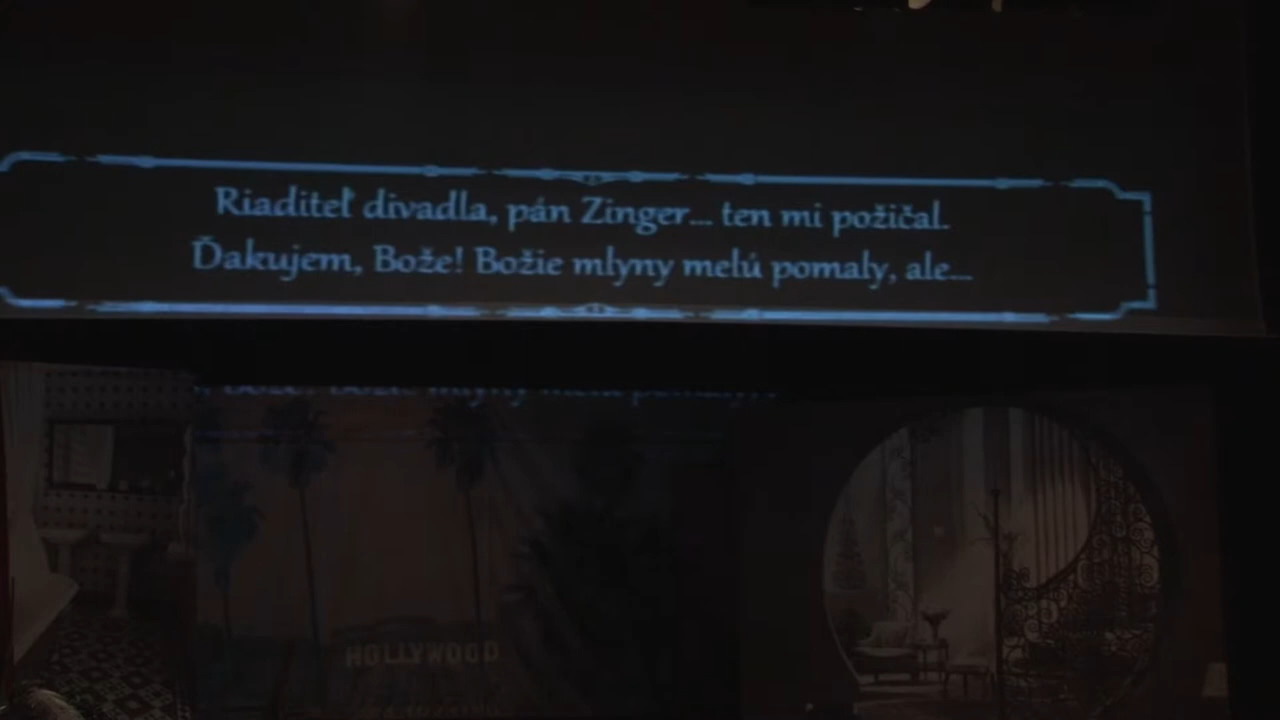 Riaditeľ divadla, pán Zinger... ten mi požičal.
Ďakujem, Bože! Božie mlyny melú pomaly, ale...
HOLLYWOOD